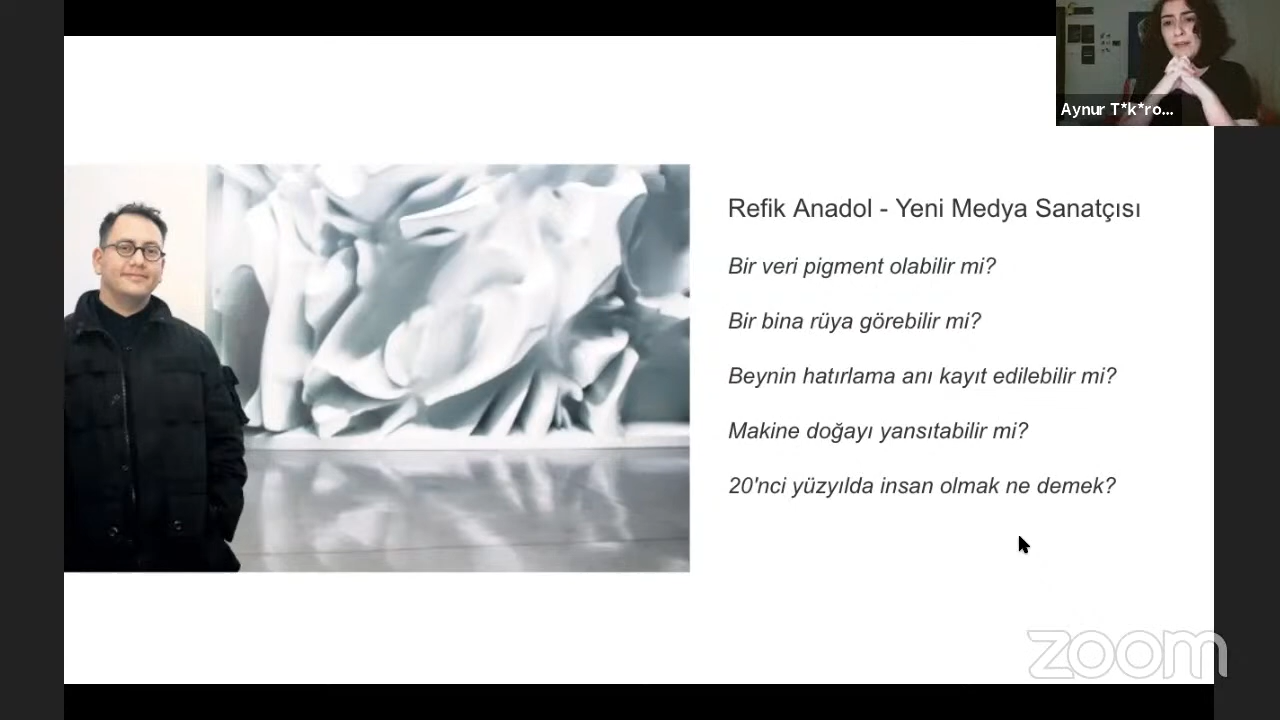 Aynur T*k*ro...
Refik Anadol - Yeni Medya Sanatçısı
Bir veri pigment olabilir mi?
Bir bina rüya görebilir mi?
Beynin hatırlama anı kayıt edilebilir mi?
Makine doğayı yansıtabilir mi?
20'nci yüzyılda insan olmak ne demek?
zoom